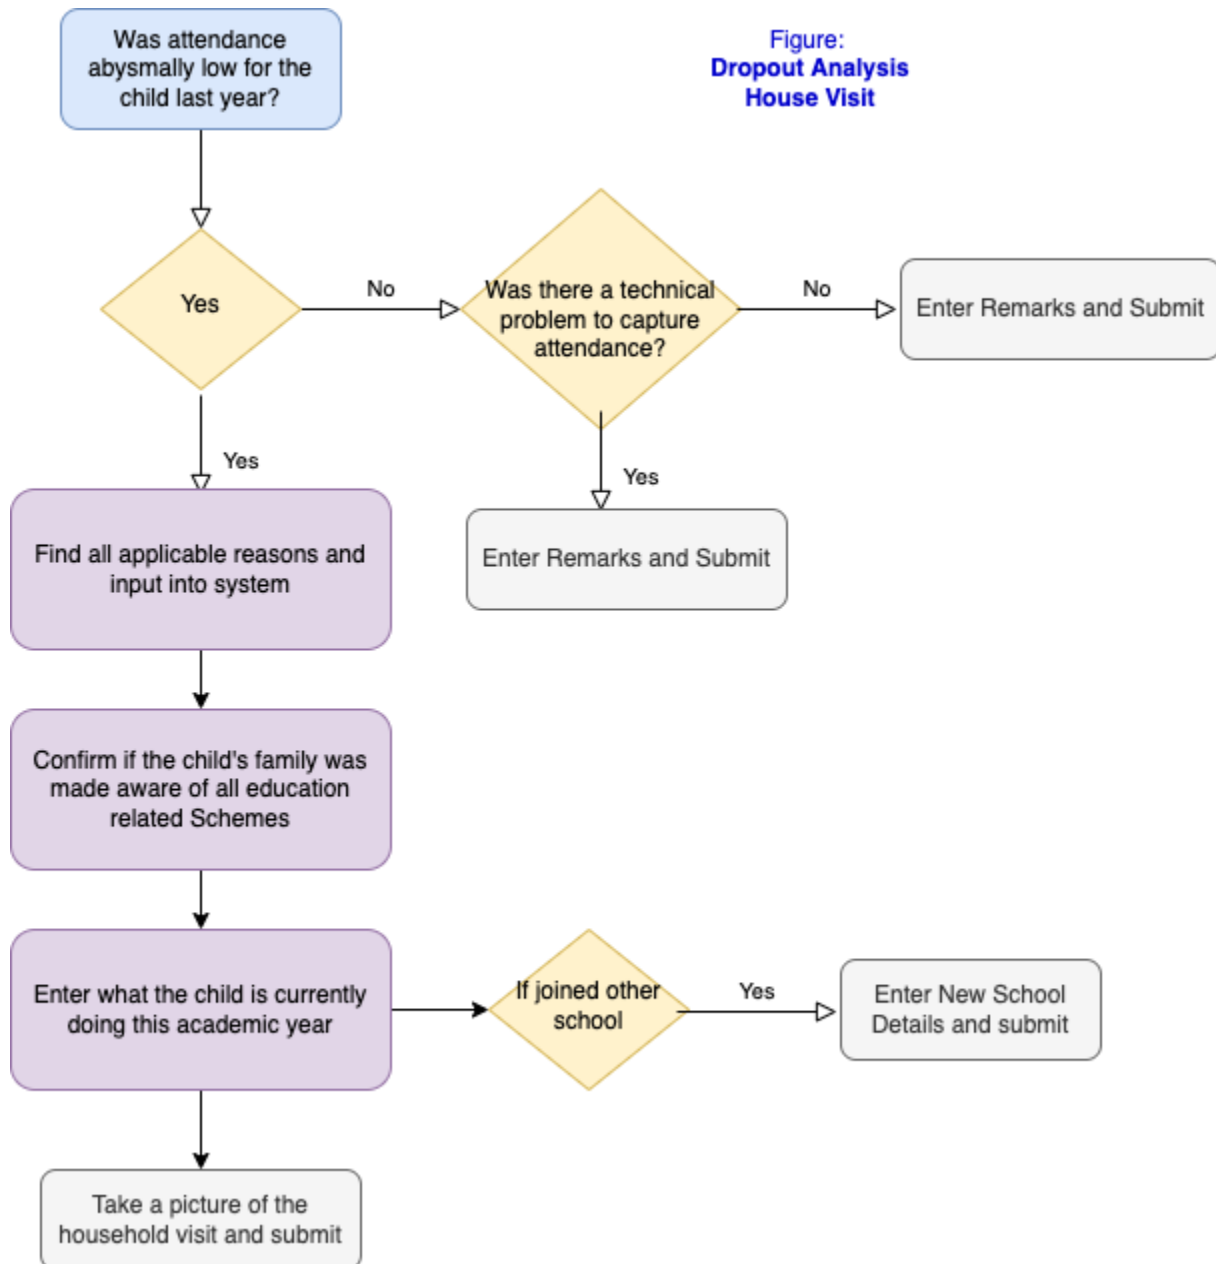 Was attendance
abysmally low for the
child last year?
Figure:
Dropout Analysis
House Visit
Yes
No
Was there a technical
problem to capture
attendance?
No
Enter Remarks and Submit
Yes
Yes
Enter Remarks and Submit
Find all applicable reasons and
input into system
Confirm if the child's family was
made aware of all education
related Schemes
Enter what the child is currently
doing this academic year
If joined other
school
Yes
Enter New School
Details and submit
Take a picture of the
household visit and submit